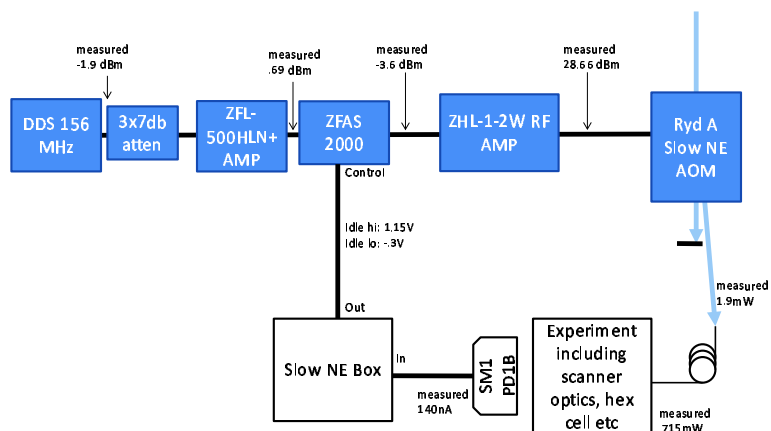 measured
-1.9 dBm
measured
.69 dBm
measured
-3.6 dBm
measured
28.66 dBm
DDS 156
MHz
3x7db
atten
ZFL-
500HLN+
AMP
ZFAS
2000
ZHL-1-2W RF
AMP
Ryd A
Slow NE
AOM
Control
Idle hi: 1.15V
Idle lo: -.3V
Out
Slow NE Box
In
measured
140nA
SM1
PD1B
Experiment
including
scanner
optics, hex
cell etc
measured
1.9mW
measured
715mW